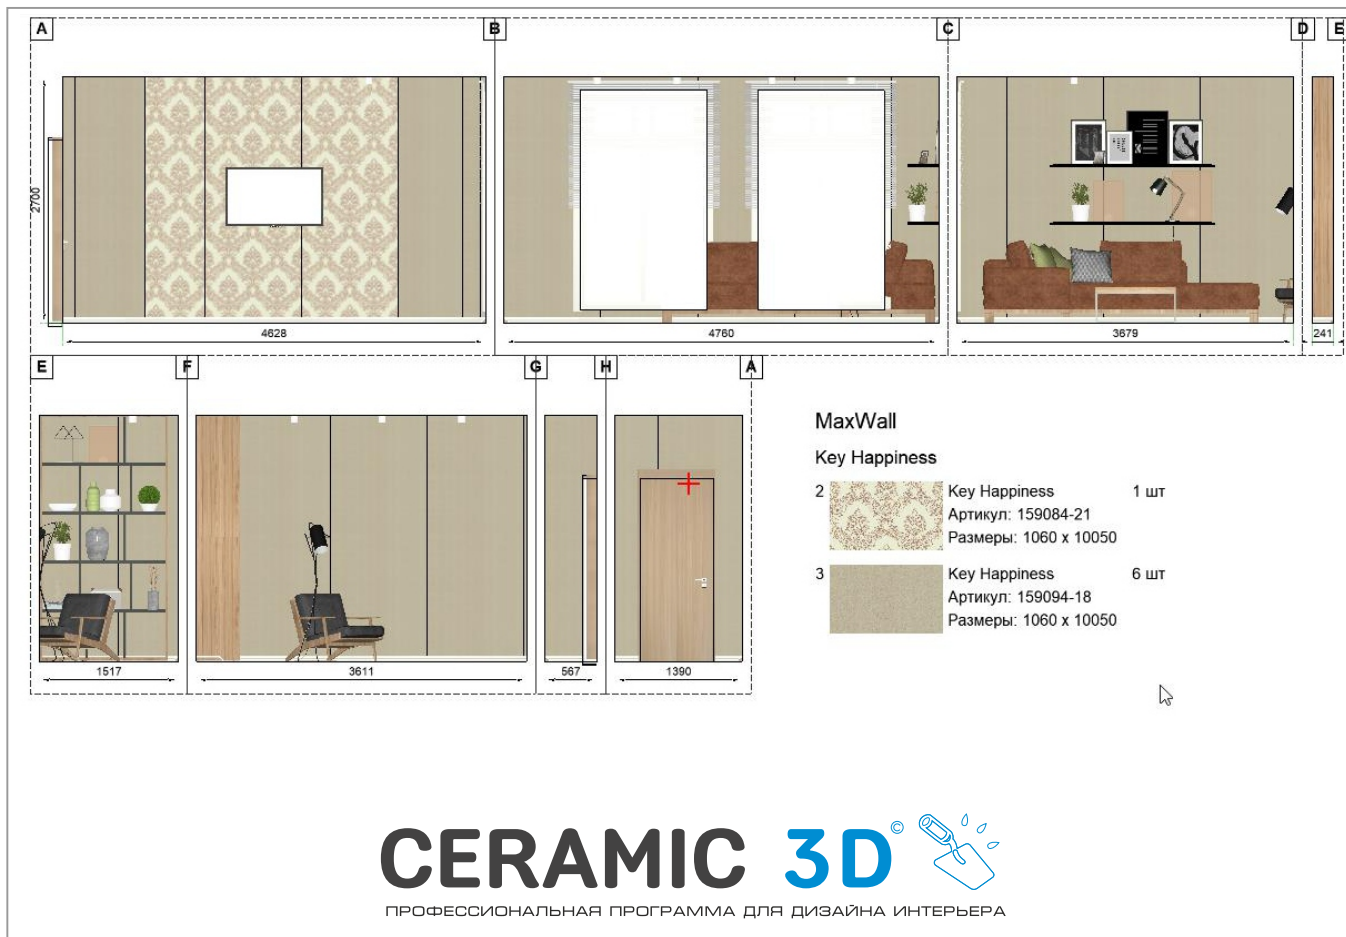 A B C D E
2700
4628 4760 3679 241
E F G H A
MaxWall
Key Happiness
2 Key Happiness 1 шт
Артикул: 159084-21
Размеры: 1060 x 10050
3 Key Happiness 6 шт
Артикул: 159094-18
Размеры: 1060 x 10050
1517 3611 567 1390
CERAMIC 3D ©
ПРОФЕССИОНАЛЬНАЯ ПРОГРАММА ДЛЯ ДИЗАЙНА ИНТЕРЬЕРА